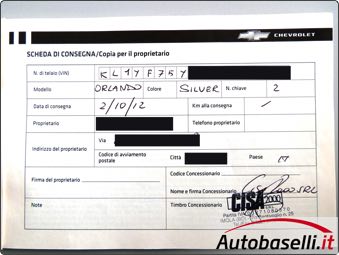 CHEVROLET
SCHEDA DI CONSEGNA/Copia per il proprietario
N. di telaio (VIN) KL1YF75Y
Modello ORLANDO Colore SILVER N. chiave 2
Data di consegna 2/10/12 Km alla consegna /
Proprietario Telefono proprietario
Via
Indirizzo del proprietario
Codice di avviamento postale Città Paese
Codice Concessionario
Firma del proprietario
Nome e firma Concessionario
Note Timbro Concessionario CISA 2000
Autobaselli.it